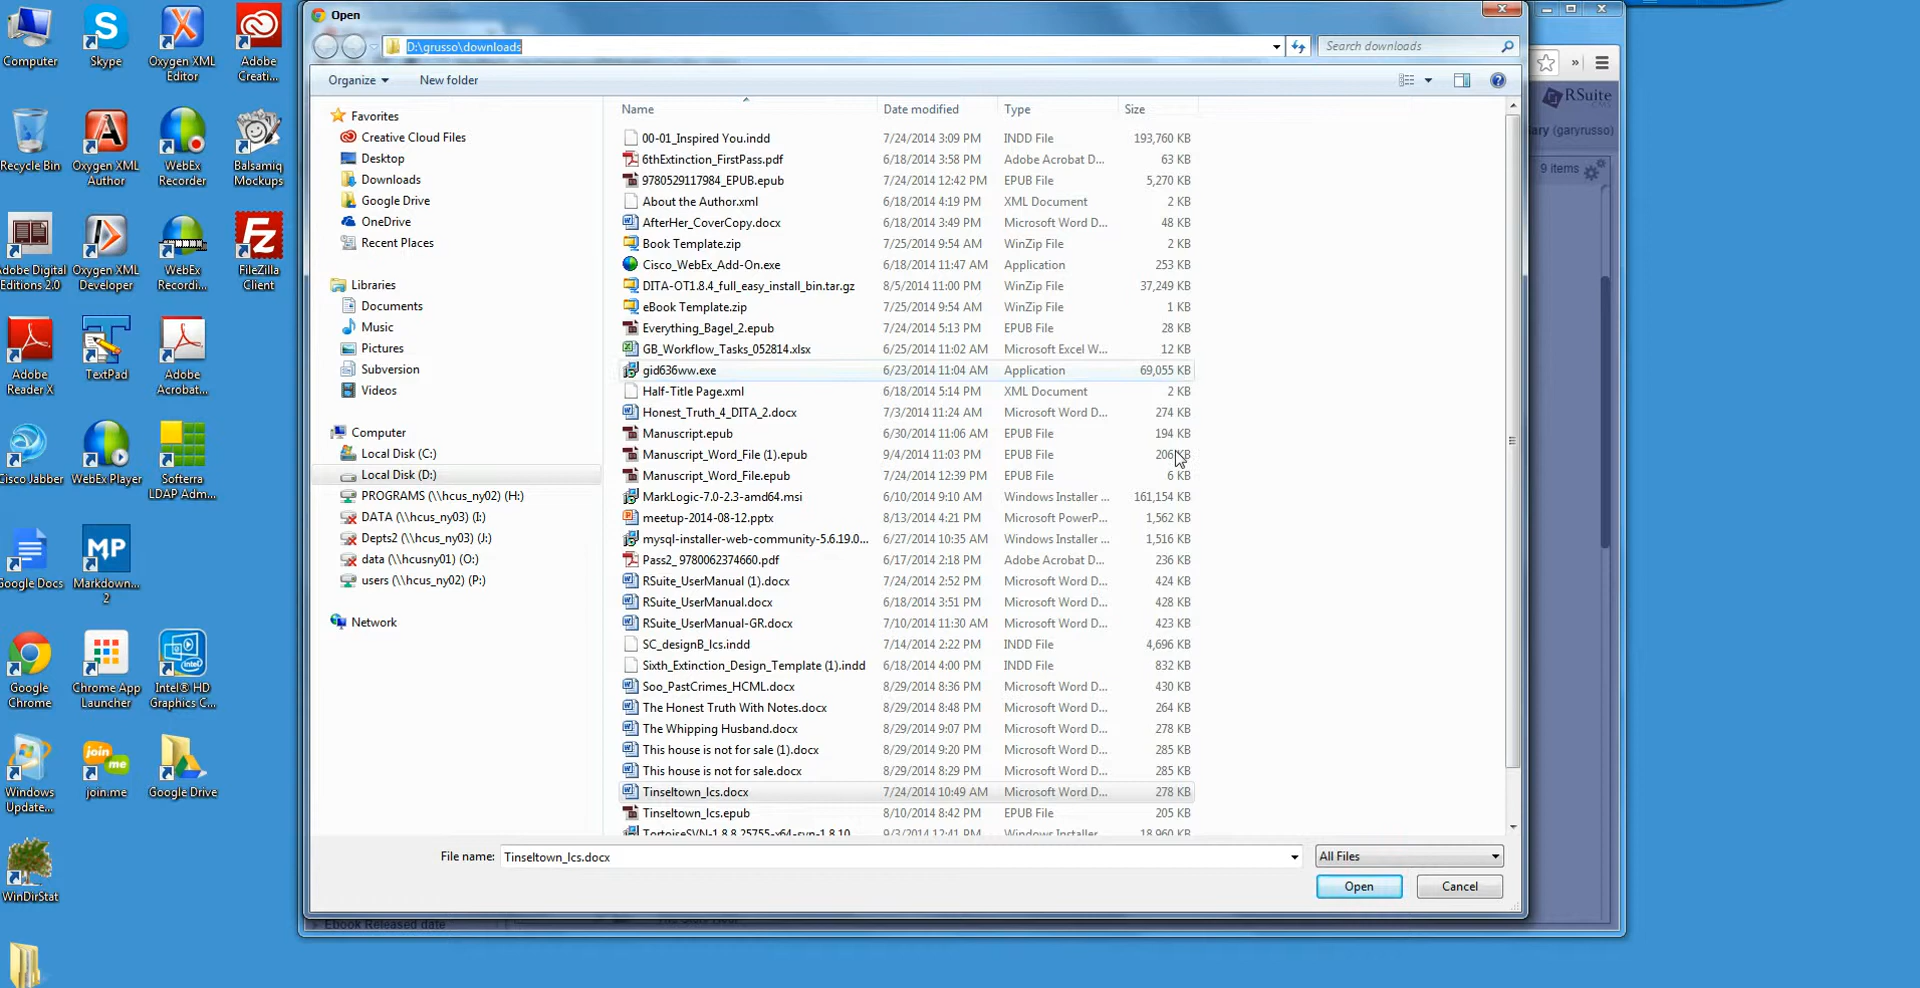 Open
D:\grusso\downloads
Search downloads
Organize
New folder
Favorites
Creative Cloud Files
Desktop
Downloads
Google Drive
OneDrive
Recent Places
Libraries
Documents
Music
Pictures
Subversion
Videos
Computer
Local Disk (C:)
Local Disk (D:)
PROGRAMS (\\hcus_ny02) (H:)
DATA (\\hcus_ny03) (I:)
Depts2 (\\hcus_ny03) (J:)
data (\\hcusny01) (O:)
users (\\hcus_ny02) (P:)
Network
Name Date modified Type Size
00-01_Inspired You.indd 7/24/2014 3:09 PM INDD File 193,760 KB
6thExtinction_FirstPass.pdf 6/18/2014 3:58 PM Adobe Acrobat D... 63 KB
9780529117984_EPUB.epub 7/24/2014 12:42 PM EPUB File 5,270 KB
About the Author.xml 6/18/2014 4:19 PM XML Document 2 KB
AfterHer_CoverCopy.docx 6/18/2014 3:49 PM Microsoft Word D... 48 KB
Book Template.zip 7/25/2014 9:54 AM WinZip File 2 KB
Cisco_WebEx_Add-On.exe 6/18/2014 11:47 AM Application 253 KB
DITA-OT1.8.4_full_easy_install_bin.tar.gz 8/5/2014 11:00 PM WinZip File 37,249 KB
eBook Template.zip 7/25/2014 9:54 AM WinZip File 1 KB
Everything_Bagel_2.epub 7/24/2014 5:13 PM EPUB File 28 KB
GB_Workflow_Tasks_052814.xlsx 6/25/2014 11:02 AM Microsoft Excel W... 12 KB
gid636ww.exe 6/23/2014 11:04 AM Application 69,055 KB
Half-Title Page.xml 6/18/2014 5:14 PM XML Document 2 KB
Honest_Truth_4_DITA_2.docx 7/3/2014 11:24 AM Microsoft Word D... 274 KB
Manuscript.epub 6/30/2014 11:06 AM EPUB File 194 KB
Manuscript_Word_File (1).epub 9/4/2014 11:03 PM EPUB File 206 KB
Manuscript_Word_File.epub 7/24/2014 12:39 PM EPUB File 6 KB
MarkLogic-7.0-2.3-amd64.msi 6/10/2014 9:10 AM Windows Installer ... 161,154 KB
meetup-2014-08-12.pptx 8/13/2014 4:21 PM Microsoft PowerP... 1,562 KB
mysql-installer-web-community-5.6.19.0... 6/27/2014 10:35 AM Windows Installer ... 1,516 KB
Pass2_ 9780062374660.pdf 6/17/2014 2:18 PM Adobe Acrobat D... 236 KB
RSuite_UserManual (1).docx 7/24/2014 2:52 PM Microsoft Word D... 424 KB
RSuite_UserManual.docx 6/18/2014 3:51 PM Microsoft Word D... 428 KB
RSuite_UserManual-GR.docx 7/10/2014 11:30 AM Microsoft Word D... 423 KB
SC_designB_lcs.indd 7/14/2014 2:22 PM INDD File 4,696 KB
Sixth_Extinction_Design_Template (1).indd 6/18/2014 4:00 PM INDD File 832 KB
Soo_PastCrimes_HCML.docx 8/29/2014 8:36 PM Microsoft Word D... 430 KB
The Honest Truth With Notes.docx 8/29/2014 8:48 PM Microsoft Word D... 264 KB
The Whipping Husband.docx 8/29/2014 9:07 PM Microsoft Word D... 278 KB
This house is not for sale (1).docx 8/29/2014 9:20 PM Microsoft Word D... 285 KB
This house is not for sale.docx 8/29/2014 8:29 PM Microsoft Word D... 285 KB
Tinseltown_lcs.docx 7/24/2014 10:49 AM Microsoft Word D... 278 KB
Tinseltown_lcs.epub 8/10/2014 8:42 PM EPUB File 205 KB
TortoiseSVN-1.8.8.25755-x64-svn-1.8.10... 9/3/2014 12:41 PM Windows Installer 18,960 KB
File name: Tinseltown_lcs.docx All Files
Open Cancel
Ebook Released date
RSuite
ary (garyrusso)
9 items
Computer
Skype
Oxygen XML Editor
Adobe Creati...
Recycle Bin
Oxygen XML Author
WebEx Recorder
Balsamiq Mockups
Adobe Digital Editions 2.0
Oxygen XML Developer
WebEx Recordi...
FileZilla Client
Adobe Reader X
TextPad
Adobe Acrobat...
Cisco Jabber
WebEx Player
Softerra LDAP Adm...
Google Docs
MP
Markdown... 2
Google Chrome
Chrome App Launcher
Intel® HD Graphics C...
Windows Update...
join me
join.me
Google Drive
WinDirStat